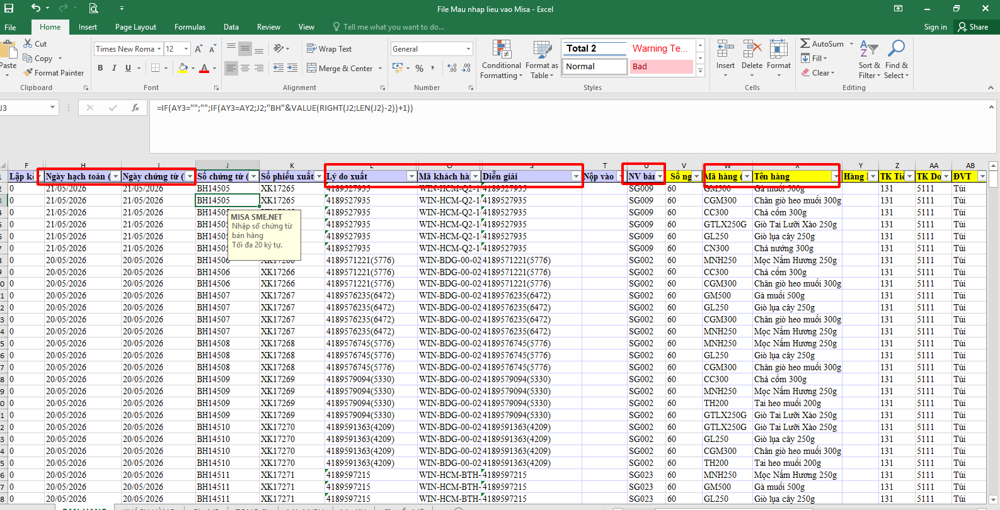 File Mau nhap lieu vao Misa - Excel
File Home Insert Page Layout Formulas Data Review View Tell me what you want to do... Sign in Share
Paste Cut Copy Format Painter Clipboard
Times New Roma 12 B I U Font
Wrap Text Merge & Center Alignment
General % Number
Conditional Formatting Format as Table Total 2 Warning Te... Normal Bad Styles
Insert Delete Format Cells
AutoSum Fill Clear Sort & Filter Find & Select Editing
J3 fx =IF(AY3="";"";IF(AY3=AY2;J2;"BH"&VALUE(RIGHT(J2;LEN(J2)-2))+1))
F H I J K L O S T U V W X Y Z AA AB
Lập k Ngày hạch toán ( Ngày chứng từ ( Số chứng từ ( Số phiếu xuất Lý do xuất Mã khách hà Diễn giải Nộp vào NV bán Số ng Mã hàng ( Tên hàng Hàng TK Tiề TK Do ĐVT
0 21/05/2026 21/05/2026 BH14505 XK17265 4189527935 WIN-HCM-Q2-1 4189527935 SG009 60 GM500 Gà muối 500g 131 5111 Túi
0 21/05/2026 21/05/2026 BH14505 XK17265 4189527935 WIN-HCM-Q2-1 4189527935 SG009 60 CGM300 Chân giò heo muối 300g 131 5111 Túi
0 21/05/2026 21/05/2026 BH14505 4189527935 WIN-HCM-Q2-1 4189527935 SG009 60 CC300 Chả cốm 300g 131 5111 Túi
0 21/05/2026 21/05/2026 BH14505 4189527935 WIN-HCM-Q2-1 4189527935 SG009 60 GTLX250G Giò Tai Lưỡi Xào 250g 131 5111 Túi
0 21/05/2026 21/05/2026 BH14505 4189527935 WIN-HCM-Q2-1 4189527935 SG009 60 GL250 Giò lụa cây 250g 131 5111 Túi
0 21/05/2026 21/05/2026 BH14505 4189527935 WIN-HCM-Q2-1 4189527935 SG009 60 CN300 Chả nướng 300g 131 5111 Túi
MISA SME.NET
Nhập số chứng từ
bán hàng
Tối đa 20 ký tự.
0 20/05/2026 20/05/2026 BH14506 XK17266 4189571221(5776) WIN-BDG-00-02 4189571221(5776) SG002 60 MNH250 Mọc Nấm Hương 250g 131 5111 Túi
0 20/05/2026 20/05/2026 BH14506 XK17266 4189571221(5776) WIN-BDG-00-02 4189571221(5776) SG002 60 CC300 Chả cốm 300g 131 5111 Túi
0 20/05/2026 20/05/2026 BH14506 XK17266 4189571221(5776) WIN-BDG-00-02 4189571221(5776) SG002 60 CGM300 Chân giò heo muối 300g 131 5111 Túi
0 20/05/2026 20/05/2026 BH14507 XK17267 4189576235(6472) WIN-BDG-00-02 4189576235(6472) SG002 60 GM500 Gà muối 500g 131 5111 Túi
0 20/05/2026 20/05/2026 BH14507 XK17267 4189576235(6472) WIN-BDG-00-02 4189576235(6472) SG002 60 GL250 Giò lụa cây 250g 131 5111 Túi
0 20/05/2026 20/05/2026 BH14507 XK17267 4189576235(6472) WIN-BDG-00-02 4189576235(6472) SG002 60 CGM300 Chân giò heo muối 300g 131 5111 Túi
0 20/05/2026 20/05/2026 BH14507 XK17267 4189576235(6472) WIN-BDG-00-02 4189576235(6472) SG002 60 MNH250 Mọc Nấm Hương 250g 131 5111 Túi
0 20/05/2026 20/05/2026 BH14508 XK17268 4189576745(5776) WIN-BDG-00-02 4189576745(5776) SG002 60 MNH250 Mọc Nấm Hương 250g 131 5111 Túi
0 20/05/2026 20/05/2026 BH14508 XK17268 4189576745(5776) WIN-BDG-00-02 4189576745(5776) SG002 60 GL250 Giò lụa cây 250g 131 5111 Túi
0 20/05/2026 20/05/2026 BH14508 XK17268 4189576745(5776) WIN-BDG-00-02 4189576745(5776) SG002 60 CGM300 Chân giò heo muối 300g 131 5111 Túi
0 20/05/2026 20/05/2026 BH14509 XK17269 4189579094(5330) WIN-BDG-00-02 4189579094(5330) SG002 60 CC300 Chả cốm 300g 131 5111 Túi
0 20/05/2026 20/05/2026 BH14509 XK17269 4189579094(5330) WIN-BDG-00-02 4189579094(5330) SG002 60 MNH250 Mọc Nấm Hương 250g 131 5111 Túi
0 20/05/2026 20/05/2026 BH14509 XK17269 4189579094(5330) WIN-BDG-00-02 4189579094(5330) SG002 60 TH200 Tai heo muối 200g 131 5111 Túi
0 20/05/2026 20/05/2026 BH14509 XK17269 4189579094(5330) WIN-BDG-00-02 4189579094(5330) SG002 60 GTLX250G Giò Tai Lưỡi Xào 250g 131 5111 Túi
0 20/05/2026 20/05/2026 BH14510 XK17270 4189591363(4209) WIN-BDG-00-02 4189591363(4209) SG002 60 GTLX250G Giò Tai Lưỡi Xào 250g 131 5111 Túi
0 20/05/2026 20/05/2026 BH14510 XK17270 4189591363(4209) WIN-BDG-00-02 4189591363(4209) SG002 60 GL250 Giò lụa cây 250g 131 5111 Túi
0 20/05/2026 20/05/2026 BH14510 XK17270 4189591363(4209) WIN-BDG-00-02 4189591363(4209) SG002 60 CGM300 Chân giò heo muối 300g 131 5111 Túi
0 20/05/2026 20/05/2026 BH14510 XK17270 4189591363(4209) WIN-BDG-00-02 4189591363(4209) SG002 60 TH200 Tai heo muối 200g 131 5111 Túi
0 20/05/2026 20/05/2026 BH14511 XK17271 4189597215 WIN-HCM-BTH- 4189597215 SG023 60 MNH250 Mọc Nấm Hương 250g 131 5111 Túi
0 20/05/2026 20/05/2026 BH14511 XK17271 4189597215 WIN-HCM-BTH- 4189597215 SG023 60 GM500 Gà muối 500g 131 5111 Túi
0 20/05/2026 20/05/2026 BH14511 XK17271 4189597215 WIN-HCM-BTH- 4189597215 SG023 60 GL250 Giò lụa cây 250g 131 5111 Túi